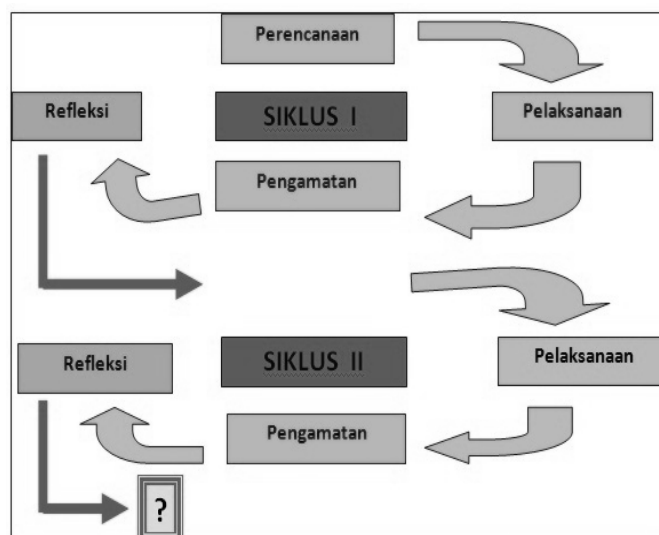 Perencanaan
Refleksi
SIKLUS I
Pelaksanaan
Pengamatan
Refleksi
SIKLUS II
Pelaksanaan
Pengamatan
?